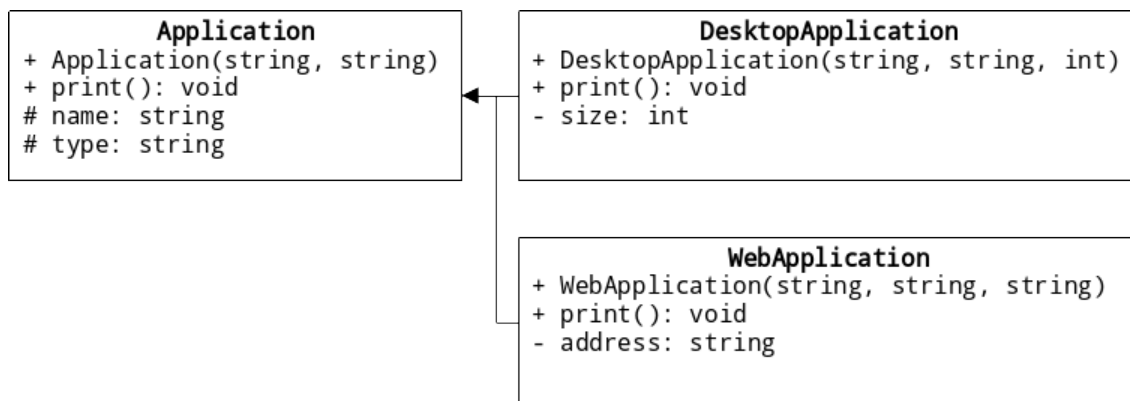 Application
+ Application(string, string)
+ print(): void
# name: string
# type: string
DesktopApplication
+ DesktopApplication(string, string, int)
+ print(): void
- size: int
WebApplication
+ WebApplication(string, string, string)
+ print(): void
- address: string